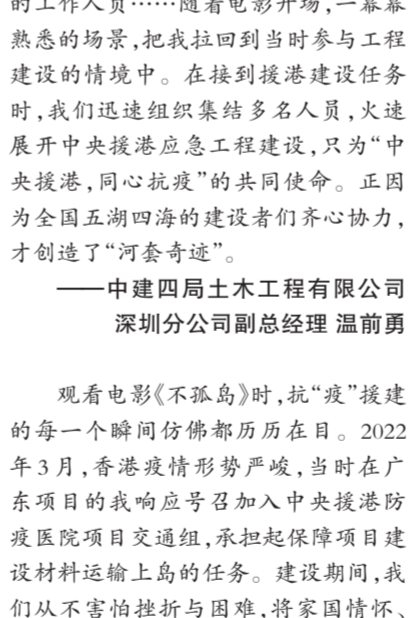 的工作人员……随着电影开场,一幕幕
熟悉的场景,把我拉回到当时参与工程
建设的情境中。在接到援港建设任务
时,我们迅速组织集结多名人员,火速
展开中央援港应急工程建设,只为“中
央援港,同心抗疫”的共同使命。正因
为全国五湖四海的建设者们齐心协力,
才创造了“河套奇迹”。
——中建四局土木工程有限公司
深圳分公司副总经理 温前勇
观看电影《不孤岛》时,抗“疫”援建
的每一个瞬间仿佛都历历在目。2022
年3月,香港疫情形势严峻,当时在广
东项目的我响应号召加入中央援港防
疫医院项目交通组,承担起保障项目建
设材料运输上岛的任务。建设期间,我
们从不害怕挫折与困难,将家国情怀、